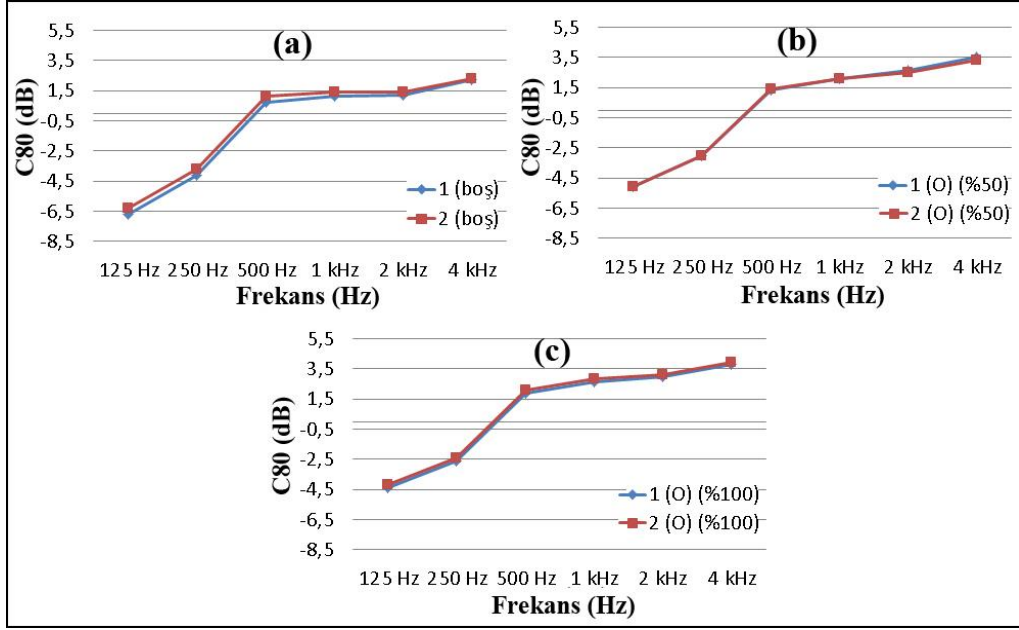 (a)
5,5
3,5
1,5
-0,5
-2,5
-4,5
-6,5
-8,5
C80 (dB)
1 (boş)
2 (boş)
125 Hz 250 Hz 500 Hz 1 kHz 2 kHz 4 kHz
Frekans (Hz)
(b)
5,5
3,5
1,5
-0,5
-2,5
-4,5
-6,5
-8,5
C80 (dB)
1 (O) (%50)
2 (O) (%50)
125 Hz 250 Hz 500 Hz 1 kHz 2 kHz 4 kHz
Frekans (Hz)
(c)
5,5
3,5
1,5
-0,5
-2,5
-4,5
-6,5
-8,5
C80 (dB)
1 (O) (%100)
2 (O) (%100)
125 Hz 250 Hz 500 Hz 1 kHz 2 kHz 4 kHz
Frekans (Hz)